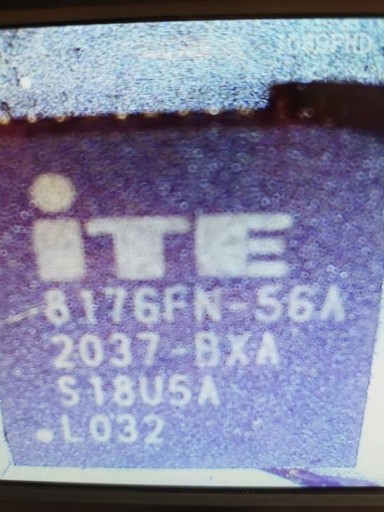 iTE
8176FN-56A
2037-BXA
S18U5A
L032